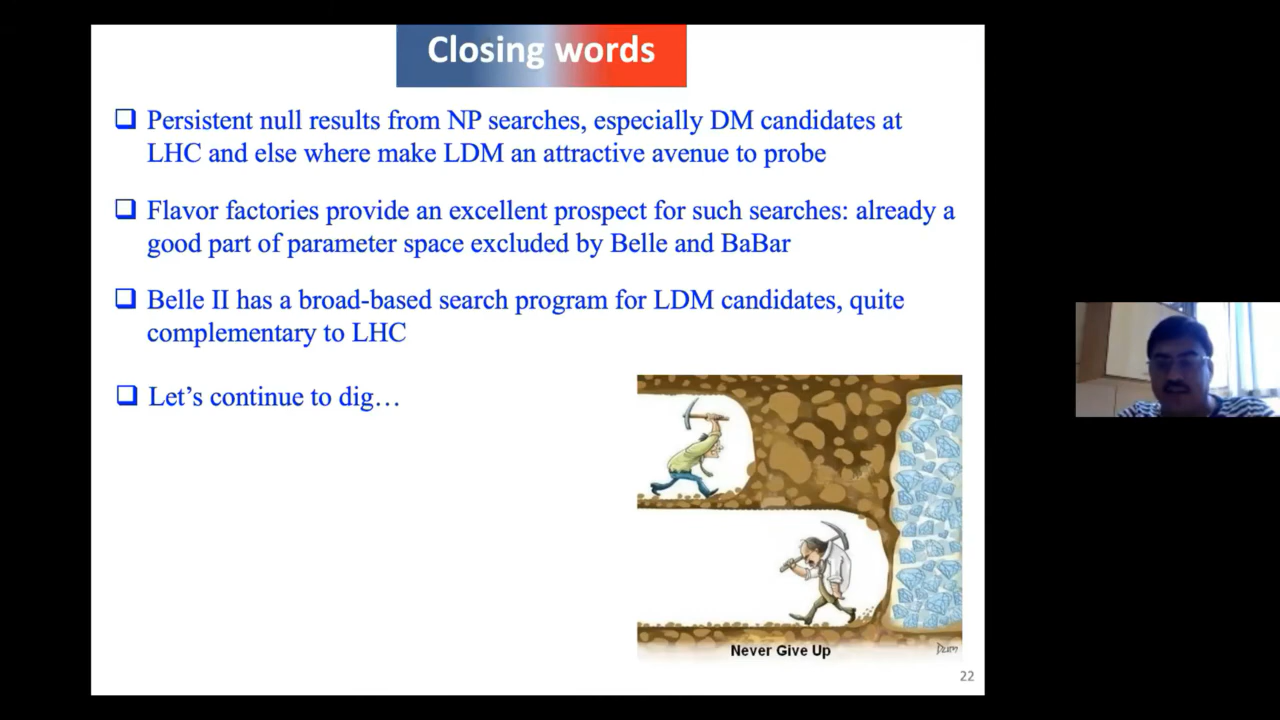 Closing words
Persistent null results from NP searches, especially DM candidates at
LHC and else where make LDM an attractive avenue to probe
Flavor factories provide an excellent prospect for such searches: already a
good part of parameter space excluded by Belle and BaBar
Belle II has a broad-based search program for LDM candidates, quite
complementary to LHC
Let’s continue to dig…
Never Give Up
22